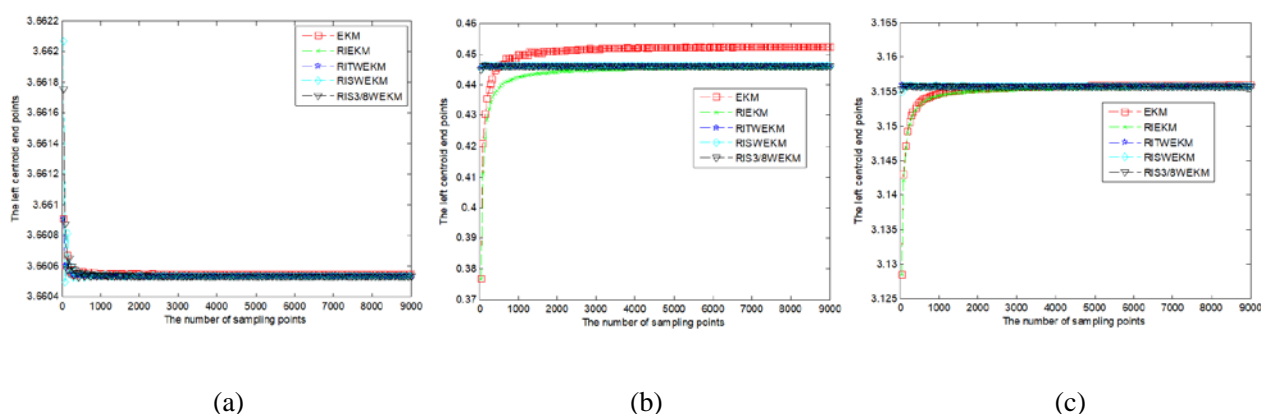 3.6622
3.662
3.6618
3.6616
3.6614
3.6612
3.661
3.6608
3.6606
3.6604
The left centroid end points
0 1000 2000 3000 4000 5000 6000 7000 8000 9000
The number of sampling points
EKM
RIEKM
RITWEKM
RISWEKM
RIS3/8WEKM
(a)
0.46
0.45
0.44
0.43
0.42
0.41
0.4
0.39
0.38
0.37
The left centroid end points
0 1000 2000 3000 4000 5000 6000 7000 8000 9000
The number of sampling points
EKM
RIEKM
RITWEKM
RISWEKM
RIS3/8WEKM
(b)
3.165
3.16
3.155
3.15
3.145
3.14
3.135
3.13
3.125
The left centroid end points
0 1000 2000 3000 4000 5000 6000 7000 8000 9000
The number of sampling points
EKM
RIEKM
RITWEKM
RISWEKM
RIS3/8WEKM
(c)